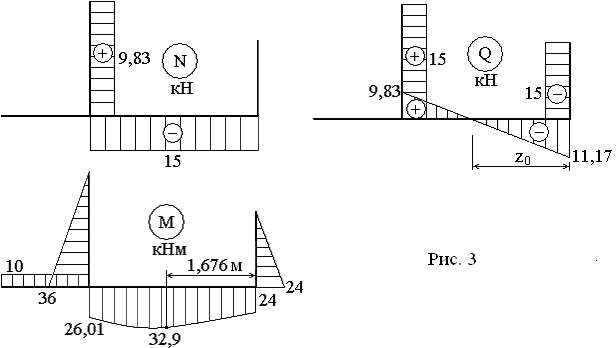 + 9,83 N
кН
−
15
+ 15 Q
кН
9,83
+
15 −
−
z0 11,17
M
кНм
10
1,676 м
36
24 24
26,01
32,9
Рис. 3